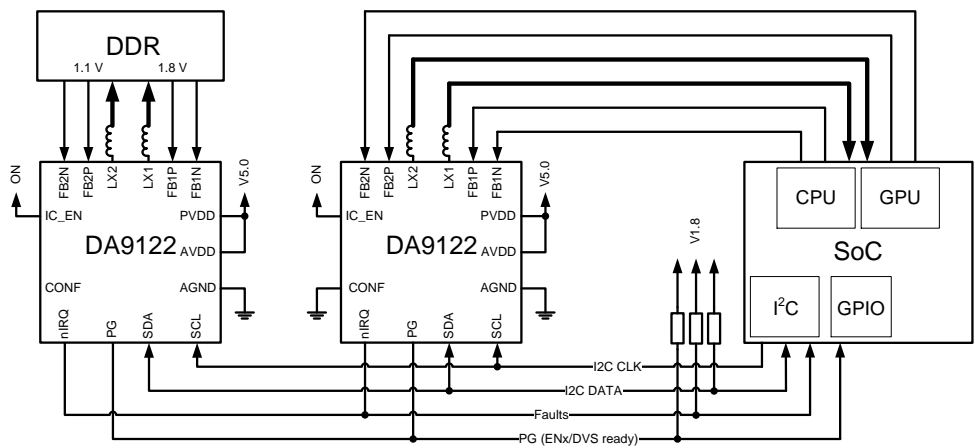 DDR
1.1 V 1.8 V
ON
FB2N
FB2P
LX2
LX1
FB1P
FB1N
V5.0
IC_EN
PVDD
DA9122
AVDD
CONF
AGND
nIRQ
PG
SDA
SCL
ON
FB2N
FB2P
LX2
LX1
FB1P
FB1N
V5.0
IC_EN
PVDD
DA9122
AVDD
CONF
AGND
nIRQ
PG
SDA
SCL
V1.8
CPU
GPU
SoC
I²C
GPIO
I2C CLK
I2C DATA
Faults
PG (ENx/DVS ready)